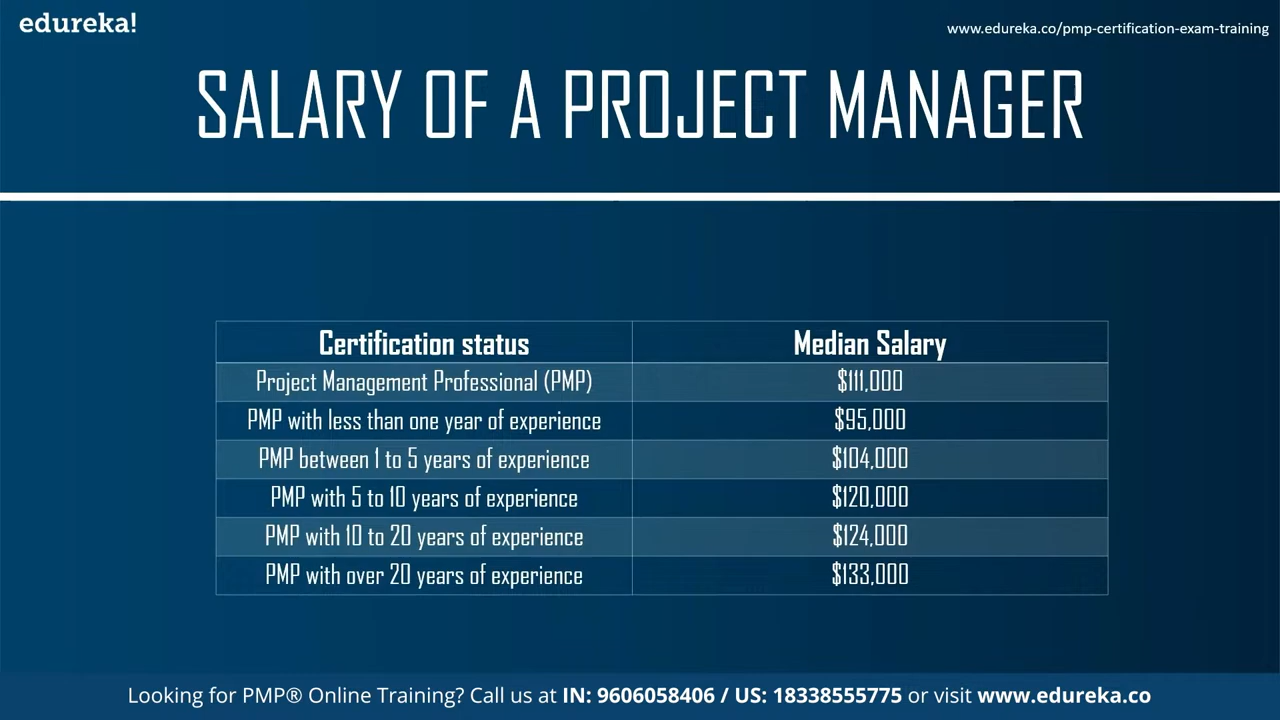 edureka!
www.edureka.co/pmp-certification-exam-training
SALARY OF A PROJECT MANAGER
Certification status Median Salary
Project Management Professional (PMP) $111,000
PMP with less than one year of experience $95,000
PMP between 1 to 5 years of experience $104,000
PMP with 5 to 10 years of experience $120,000
PMP with 10 to 20 years of experience $124,000
PMP with over 20 years of experience $133,000
Looking for PMP® Online Training? Call us at IN: 9606058406 / US: 18338555775 or visit www.edureka.co